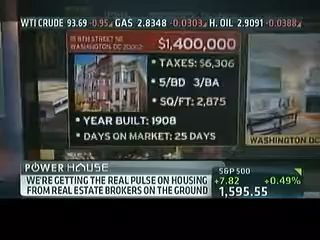 WTI CRUDE 93.69 -0.95 GAS 2.8348 -0.0303 H. OIL 2.9091 -0.0388
8TH STREET NE
WASHINGTON, DC 20002
$1,400,000
• TAXES: $6,306
• 5/BD 3/BA
• SQ/FT: 2,875
• YEAR BUILT: 1908
• DAYS ON MARKET: 25 DAYS
WASHINGTON DC
POWER HOUSE
WE'RE GETTING THE REAL PULSE ON HOUSING
FROM REAL ESTATE BROKERS ON THE GROUND
S&P 500
+7.82 +0.49%
1,595.55